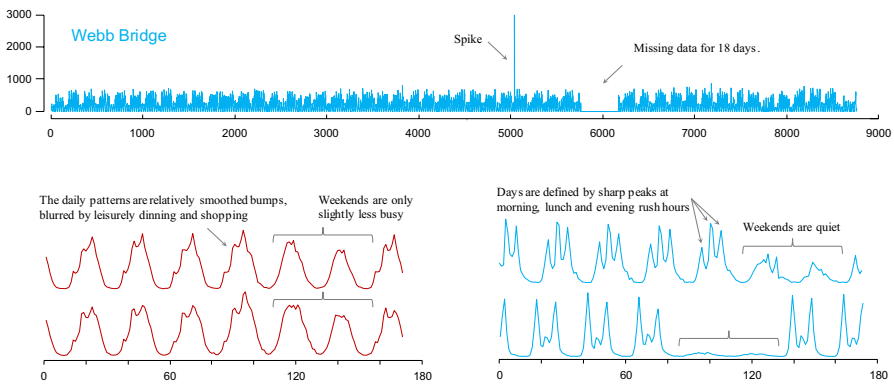 3000
2000
1000
0
Webb Bridge
Spike
Missing data for 18 days.
0
1000
2000
3000
4000
5000
6000
7000
8000
9000
The daily patterns are relatively smoothed bumps,
blurred by leisurely dinning and shopping
Weekends are only
slightly less busy
0
60
120
180
Days are defined by sharp peaks at
morning, lunch and evening rush hours
Weekends are quiet
0
60
120
180